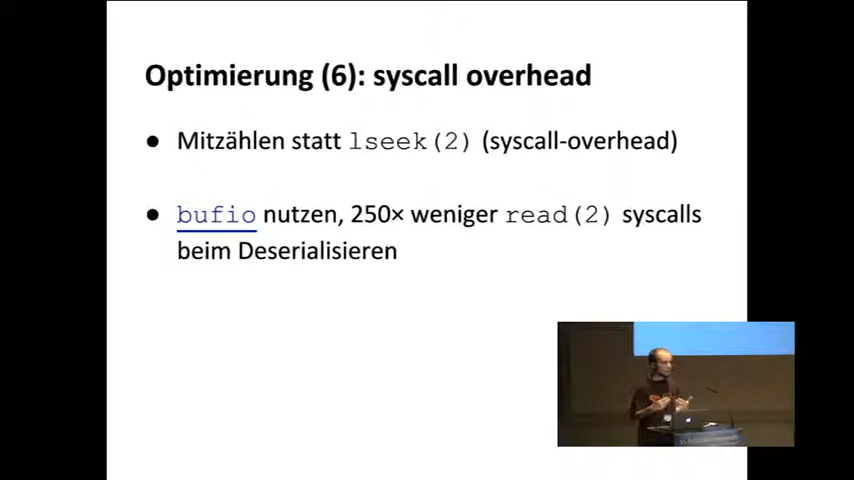 Optimierung (6): syscall overhead
● Mitzählen statt lseek(2) (syscall-overhead)
● bufio nutzen, 250× weniger read(2) syscalls
beim Deserialisieren